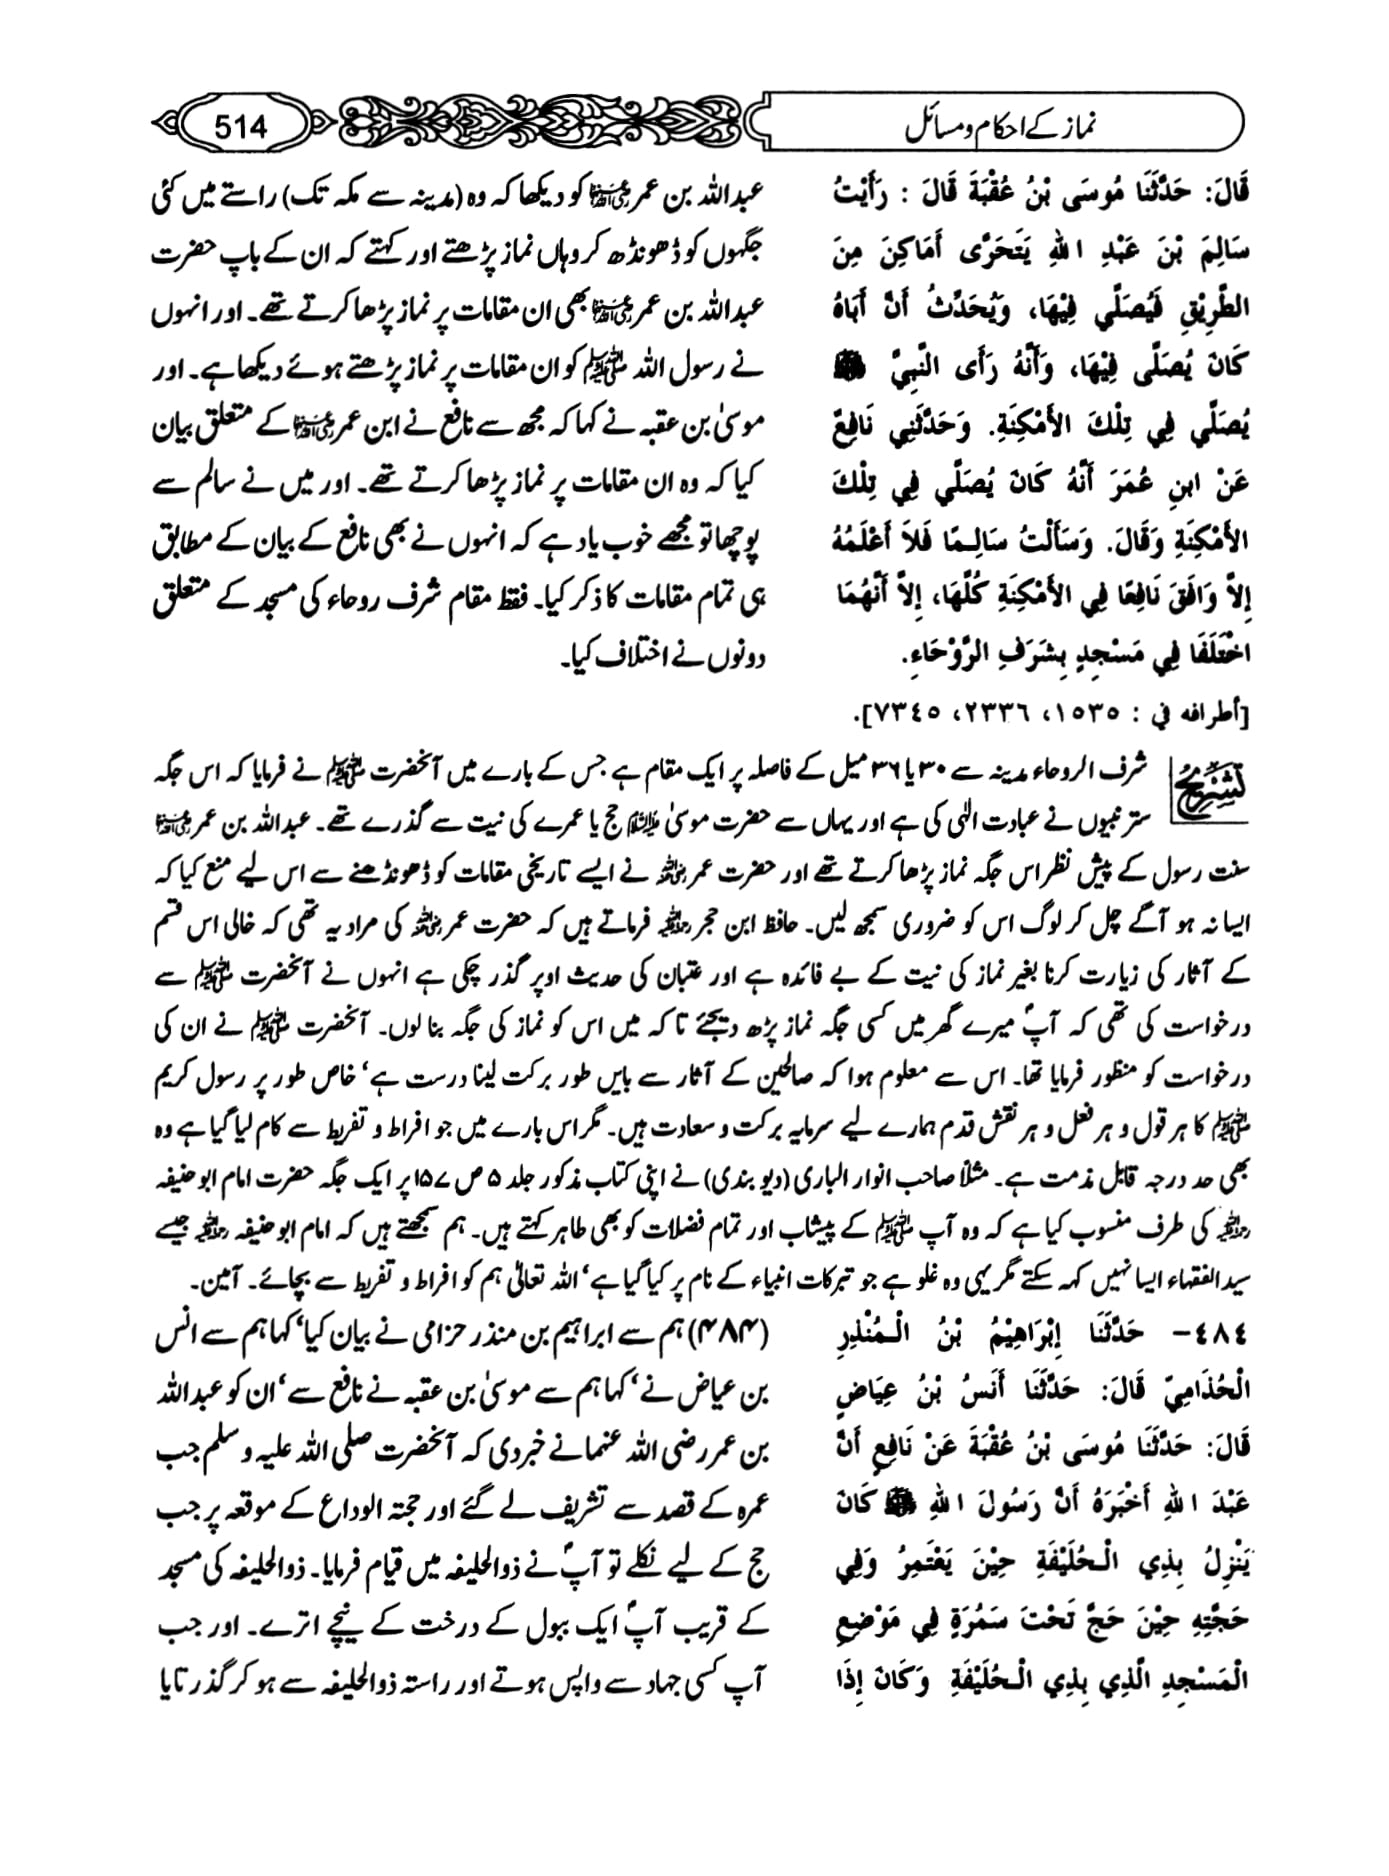 نماز کے احکام و مسائل
514
قَالَ: حَدَّثَنَا مُوسَى بْنُ عُقْبَةَ قَالَ : رَأَيْتُ
سَالِمَ بْنَ عَبْدِ اللهِ يَتَحَرَّى أَمَاكِنَ مِنَ
الطَّرِيْقِ فَيُصَلِّي فِيْهَا، وَيُحَدِّثُ أَنَّ أَبَاهُ
كَانَ يُصَلِّى فِيْهَا، وَأَنَّهُ رَأَى النَّبِيَّ ﷺ
يُصَلِّي فِي تِلْكَ الأَمْكِنَةِ. وَحَدَّثَنِي نَافِعٌ
عَنْ ابنِ عُمَرَ أَنَّهُ كَانَ يُصَلِّي فِي تِلْكَ
الأَمْكِنَةِ وَقَالَ. وَسَأَلْتُ سَالِمًا فَلاَ أَعْلَمُهُ
إِلاَّ وَافَقَ نَافِعًا فِي الأَمْكِنَةِ كُلِّهَا، إِلاَّ أَنَّهُمَا
اخْتَلَفَا فِي مَسْجِدٍ بِشَرَفِ الرَّوْحَاءِ.
[أطرافه في : ١٥٣٥، ٢٣٣٦، ٧٣٤٥].
عبداللہ بن عمر رضی اللہ عنہما کو دیکھا کہ وہ (مدینہ سے مکہ تک) راستے میں کئی
جگہوں کو ڈھونڈھ کر وہاں نماز پڑھتے اور کہتے کہ ان کے باپ حضرت
عبداللہ بن عمر رضی اللہ عنہما بھی ان مقامات پر نماز پڑھا کرتے تھے۔ اور انہوں
نے رسول اللہ ﷺ کو ان مقامات پر نماز پڑھتے ہوئے دیکھا ہے۔ اور
موسیٰ بن عقبہ نے کہا کہ مجھ سے نافع نے ابن عمر رضی اللہ عنہما کے متعلق بیان
کیا کہ وہ ان مقامات پر نماز پڑھا کرتے تھے۔ اور میں نے سالم سے
پوچھا تو مجھے خوب یاد ہے کہ انہوں نے بھی نافع کے بیان کے مطابق
ہی تمام مقامات کا ذکر کیا۔ فقط مقام شرف روحاء کی مسجد کے متعلق
دونوں نے اختلاف کیا۔
تشریح
شرف الروحاء مدینہ سے ۳۰ یا ۳۶ میل کے فاصلہ پر ایک مقام ہے جس کے بارے میں آنحضرت ﷺ نے فرمایا کہ اس جگہ
ستر نبیوں نے عبادت الٰہی کی ہے اور یہاں سے حضرت موسیٰ علیہ السلام حج یا عمرے کی نیت سے گذرے تھے۔ عبداللہ بن عمر رضی اللہ عنہما
سنت رسول کے پیش نظر اس جگہ نماز پڑھا کرتے تھے اور حضرت عمر رضی اللہ عنہ نے ایسے تاریخی مقامات کو ڈھونڈھنے سے اس لیے منع کیا کہ
ایسا نہ ہو آگے چل کر لوگ اس کو ضروری سمجھ لیں۔ حافظ ابن حجر رحمہ اللہ فرماتے ہیں کہ حضرت عمر رضی اللہ عنہ کی مراد یہ تھی کہ خالی اس قسم
کے آثار کی زیارت کرنا بغیر نماز کی نیت کے بے فائدہ ہے اور عتبان کی حدیث اوپر گذر چکی ہے انہوں نے آنحضرت ﷺ سے
درخواست کی تھی کہ آپؐ میرے گھر میں کسی جگہ نماز پڑھ دیجئے تاکہ میں اس کو نماز کی جگہ بنا لوں۔ آنحضرت ﷺ نے ان کی
درخواست کو منظور فرمایا تھا۔ اس سے معلوم ہوا کہ صالحین کے آثار سے بایں طور برکت لینا درست ہے‘ خاص طور پر رسول کریم
ﷺ کا ہر قول و ہر فعل و ہر نقش قدم ہمارے لیے سرمایہ برکت و سعادت ہیں۔ مگر اس بارے میں جو افراط و تفریط سے کام لیا گیا ہے وہ
بھی حد درجہ قابل مذمت ہے۔ مثلاً صاحب انوار الباری (دیوبندی) نے اپنی کتاب مذکور جلد ۵ ص ۱۵۷ پر ایک جگہ حضرت امام ابو حنیفہ
رحمہ اللہ کی طرف منسوب کیا ہے کہ وہ آپ ﷺ کے پیشاب اور تمام فضلات کو بھی طاہر کہتے ہیں۔ ہم سمجھتے ہیں کہ امام ابو حنیفہ رحمہ اللہ جیسے
سید الفقہاء ایسا نہیں کہہ سکتے مگر یہی وہ غلو ہے جو تبرکات انبیاء کے نام پر کیا گیا ہے‘ اللہ تعالیٰ ہم کو افراط و تفریط سے بچائے۔ آمین۔
٤٨٤- حَدَّثَنَا إِبْرَاهِيْمُ بْنُ الْمُنْذِرِ
الْحُذَامِيّ قَالَ: حَدَّثَنَا أَنَسُ بْنُ عِيَاضٍ
قَالَ: حَدَّثَنَا مُوسَى بْنُ عُقْبَةَ عَنْ نَافِعٍ أَنَّ
عَبْدَ اللهِ أَخْبَرَهُ أَنَّ رَسُولَ اللهِ ﷺ كَانَ
يَنْزِلُ بِذِي الْحُلَيْفَةِ حِيْنَ يَعْتَمِرُ وَفِي
حَجَّتِهِ حِيْنَ حَجَّ تَحْتَ سَمُرَةٍ فِي مَوْضِعِ
الْمَسْجِدِ الَّذِي بِذِي الْحُلَيْفَةِ وَكَانَ إِذَا
(۴۸۴) ہم سے ابراہیم بن منذر حزامی نے بیان کیا‘ کہا ہم سے انس
بن عیاض نے‘ کہا ہم سے موسیٰ بن عقبہ نے نافع سے‘ ان کو عبداللہ
بن عمر رضی اللہ عنہما نے خبر دی کہ آنحضرت صلی اللہ علیہ و سلم جب
عمرہ کے قصد سے تشریف لے گئے اور حجۃ الوداع کے موقعہ پر جب
حج کے لیے نکلے تو آپؐ نے ذوالحلیفہ میں قیام فرمایا۔ ذوالحلیفہ کی مسجد
کے قریب آپؐ ایک ببول کے درخت کے نیچے اترے۔ اور جب
آپ کسی جہاد سے واپس ہوتے اور راستہ ذوالحلیفہ سے ہو کر گذرتا یا